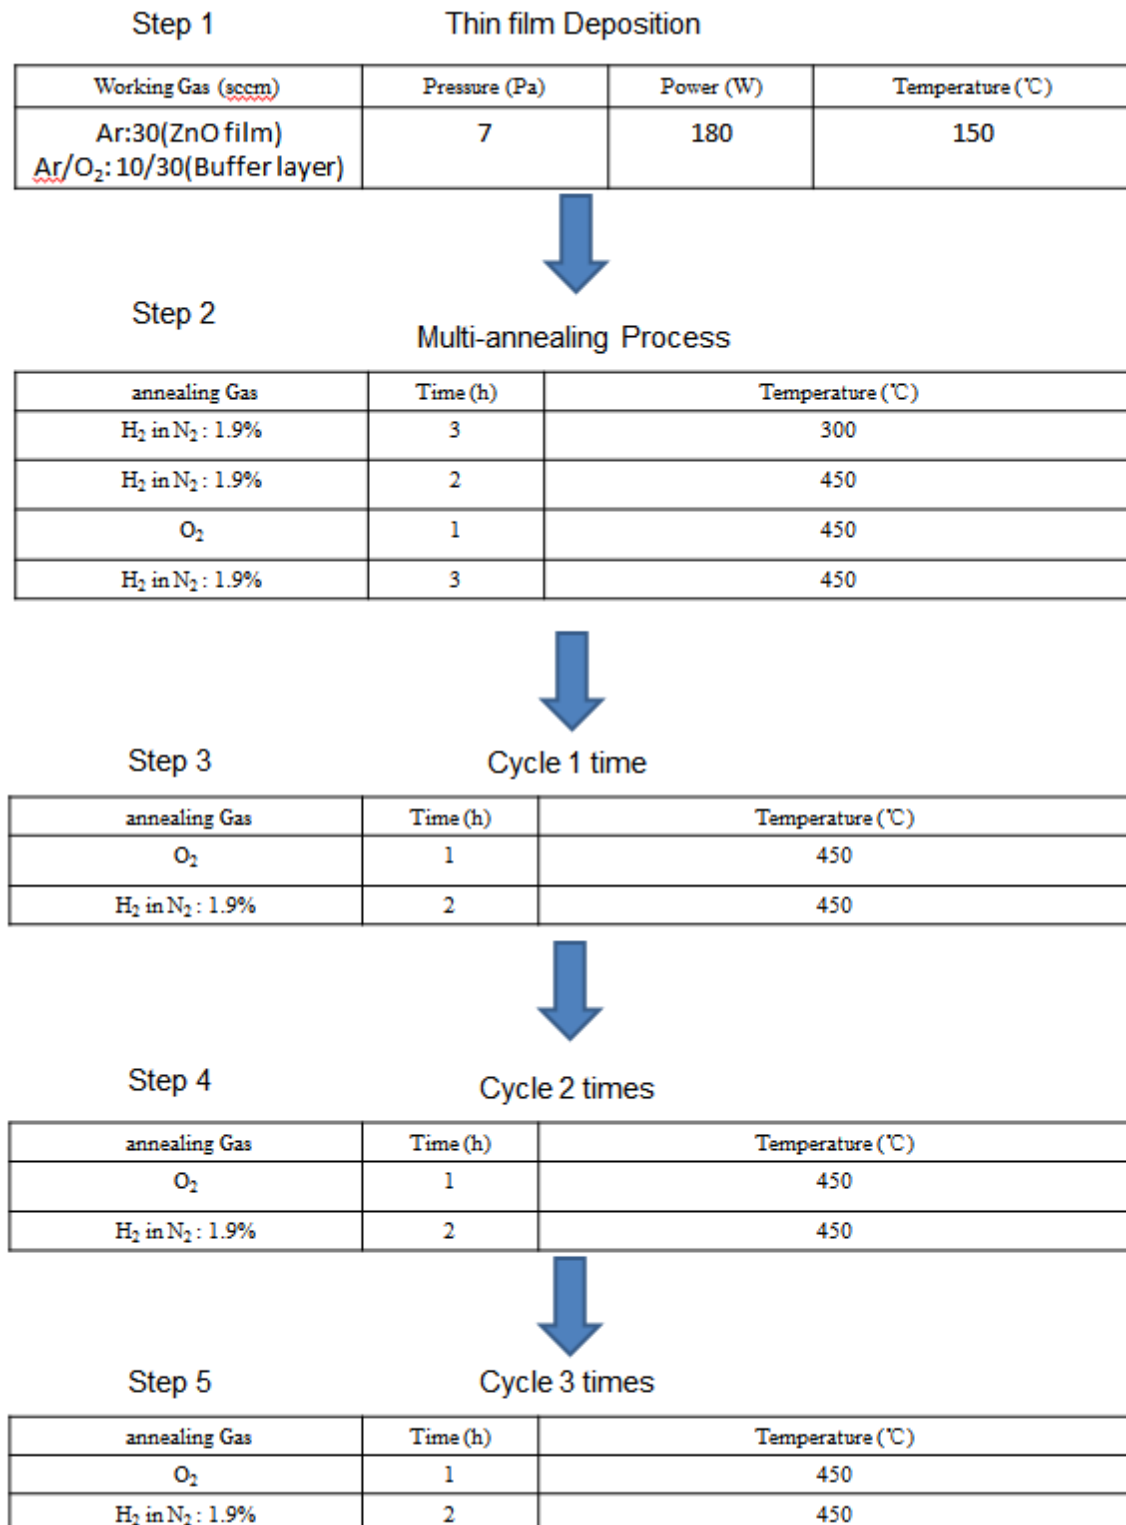 Step 1 Thin film Deposition
Working Gas (sccm) Pressure (Pa) Power (W) Temperature (℃)
Ar:30(ZnO film) 7 180 150
Ar/O₂: 10/30(Buffer layer)
Step 2
Multi-annealing Process
annealing Gas Time (h) Temperature (℃)
H₂ in N₂ : 1.9% 3 300
H₂ in N₂ : 1.9% 2 450
O₂ 1 450
H₂ in N₂ : 1.9% 3 450
Step 3 Cycle 1 time
annealing Gas Time (h) Temperature (℃)
O₂ 1 450
H₂ in N₂ : 1.9% 2 450
Step 4 Cycle 2 times
annealing Gas Time (h) Temperature (℃)
O₂ 1 450
H₂ in N₂ : 1.9% 2 450
Step 5 Cycle 3 times
annealing Gas Time (h) Temperature (℃)
O₂ 1 450
H₂ in N₂ : 1.9% 2 450